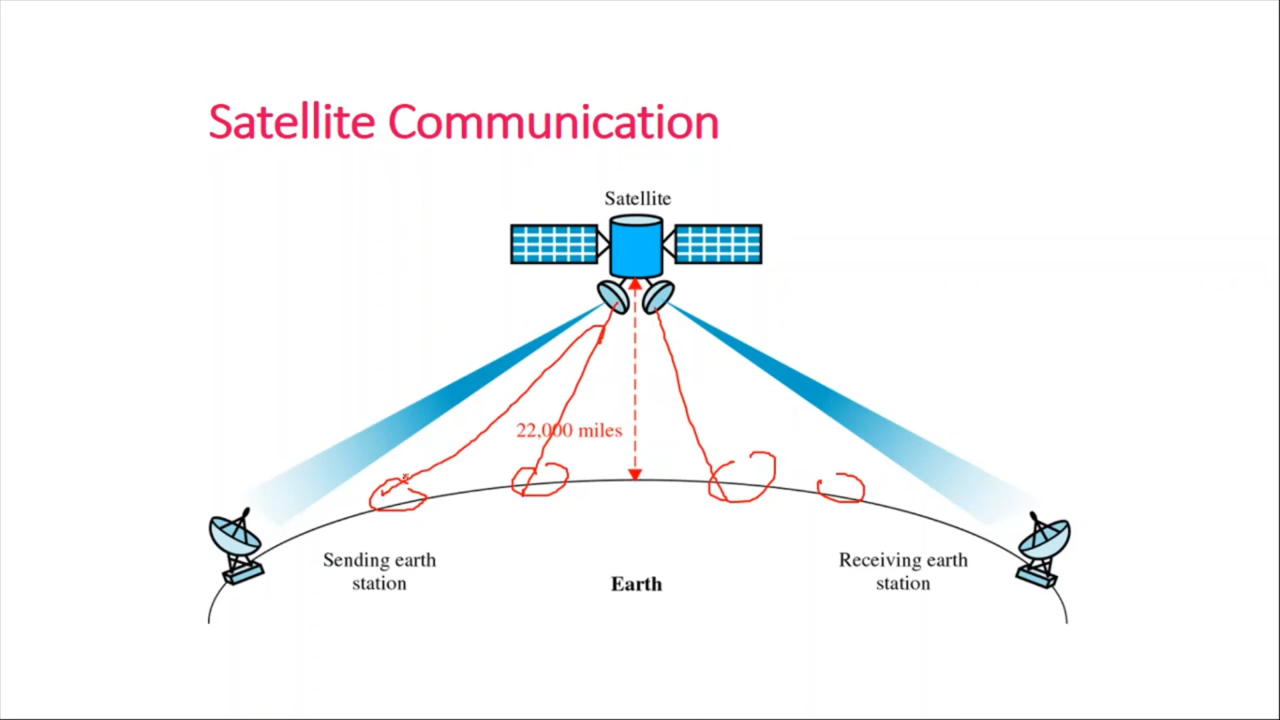 Satellite Communication
Satellite
22,000 miles
Sending earth
station
Receiving earth
station
Earth